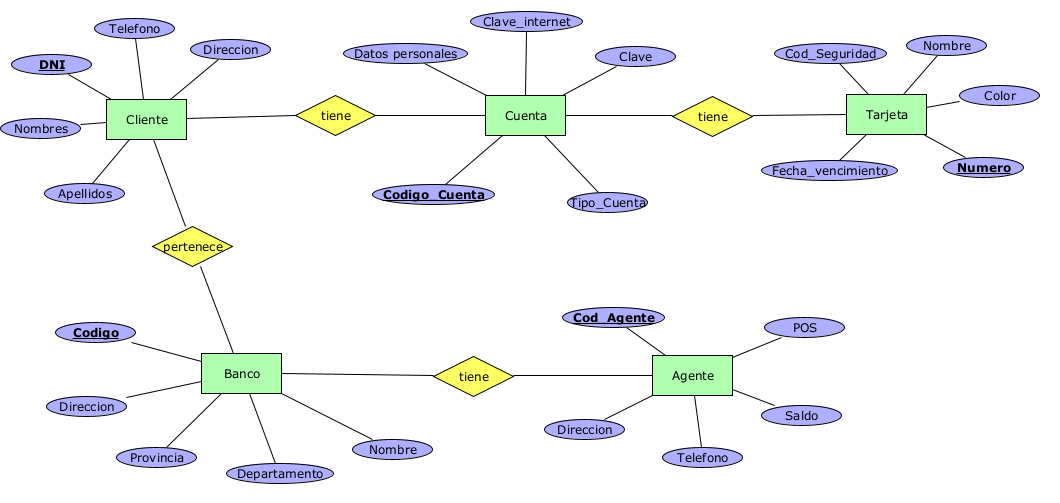 Clave_internet
Telefono
Direccion
Datos personales
Clave
Cod_Seguridad
Nombre
DNI
Color
Cliente
tiene
Cuenta
tiene
Tarjeta
Nombres
Fecha_vencimiento
Numero
Apellidos
Codigo_Cuenta
Tipo_Cuenta
pertenece
Cod_Agente
POS
Codigo
Banco
tiene
Agente
Direccion
Saldo
Direccion
Nombre
Provincia
Telefono
Departamento